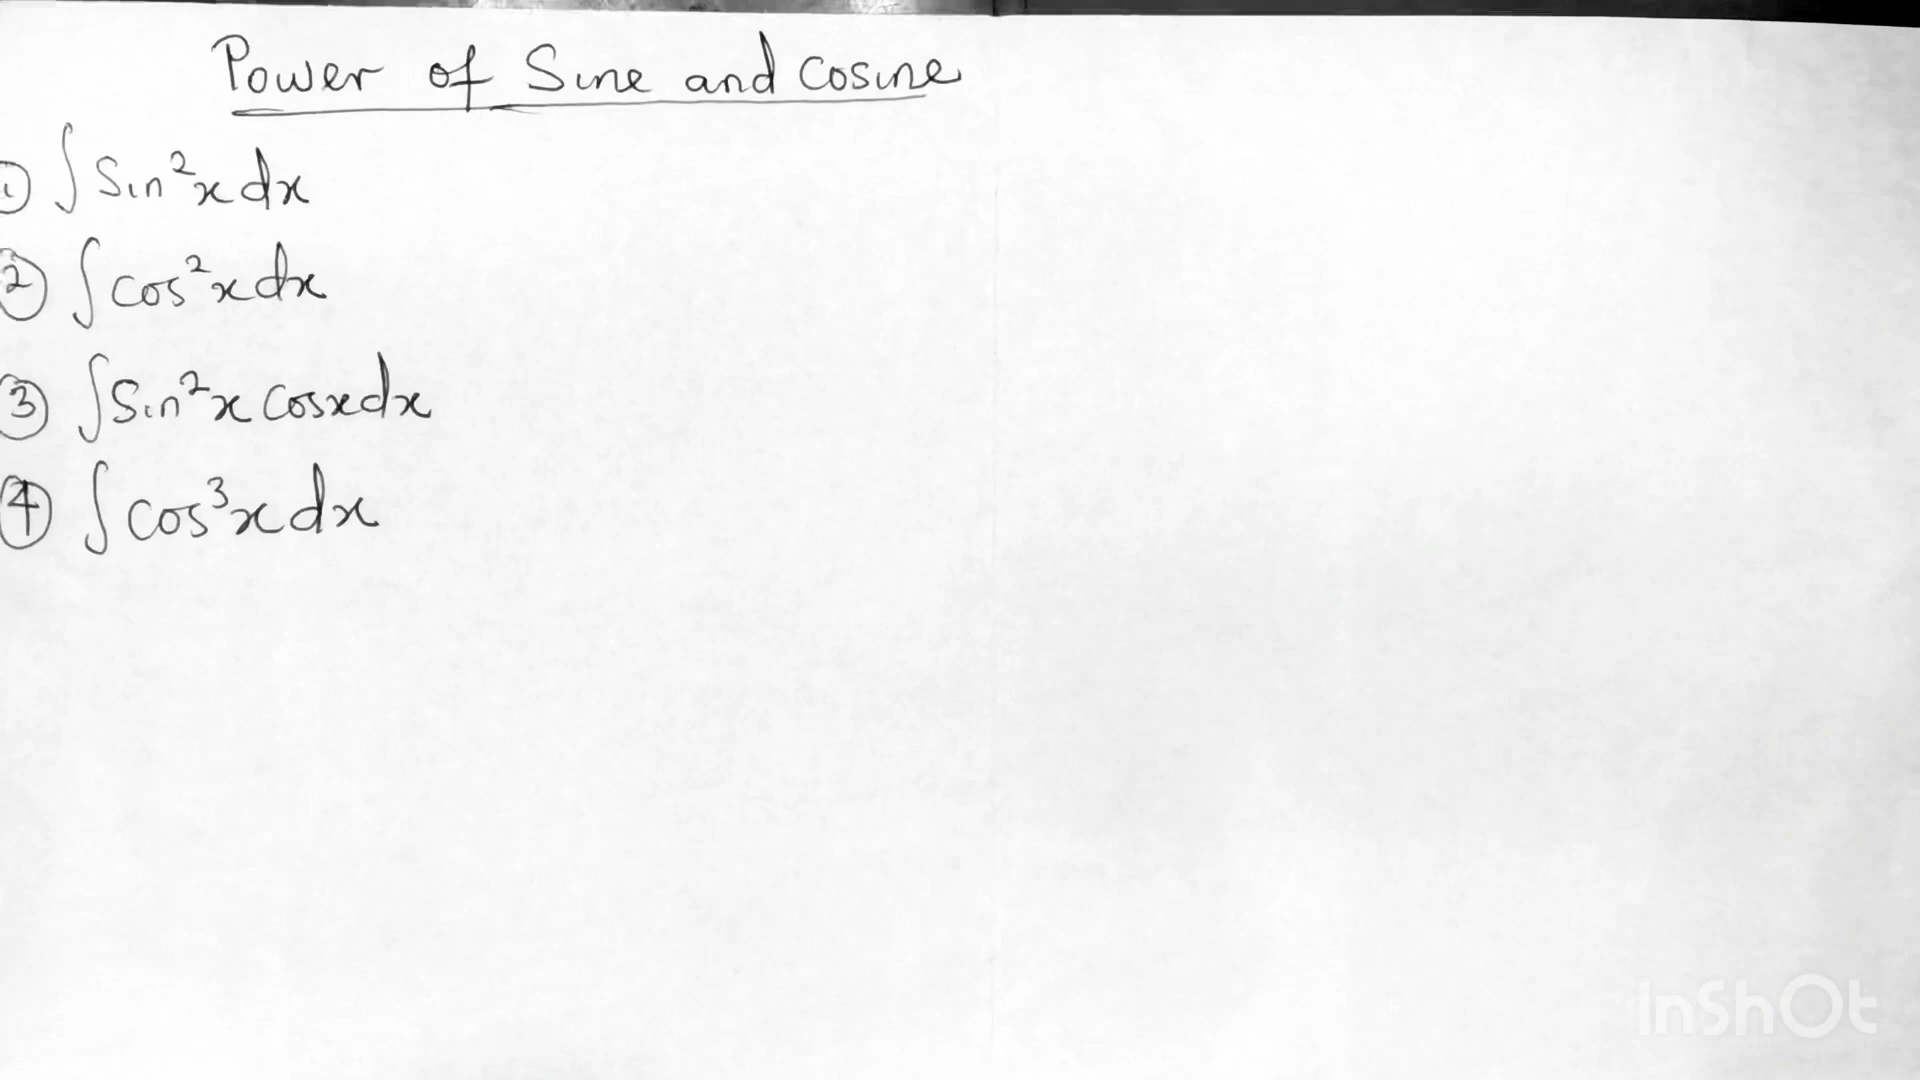 Power of Sine and cosine
① ∫ Sin²x dx
② ∫ cos²x dx
③ ∫ Sin²x cosx dx
④ ∫ cos³x dx
InShOt